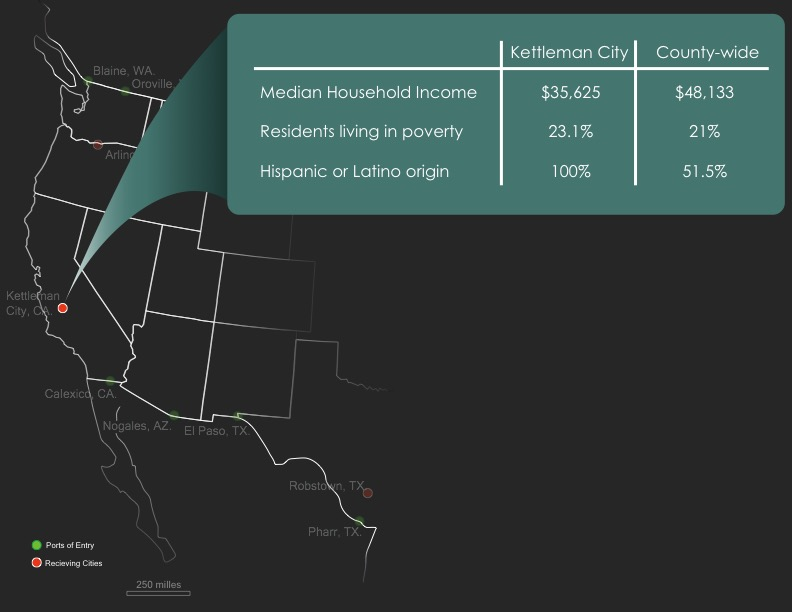 Kettleman City County-wide
Median Household Income $35,625 $48,133
Residents living in poverty 23.1% 21%
Hispanic or Latino origin 100% 51.5%
Blaine, WA.
Oroville,
Arling
Kettleman
City, CA.
Calexico, CA.
Nogales, AZ.
El Paso, TX.
Robstown, TX.
Pharr, TX.
Ports of Entry
Recieving Cities
250 milles